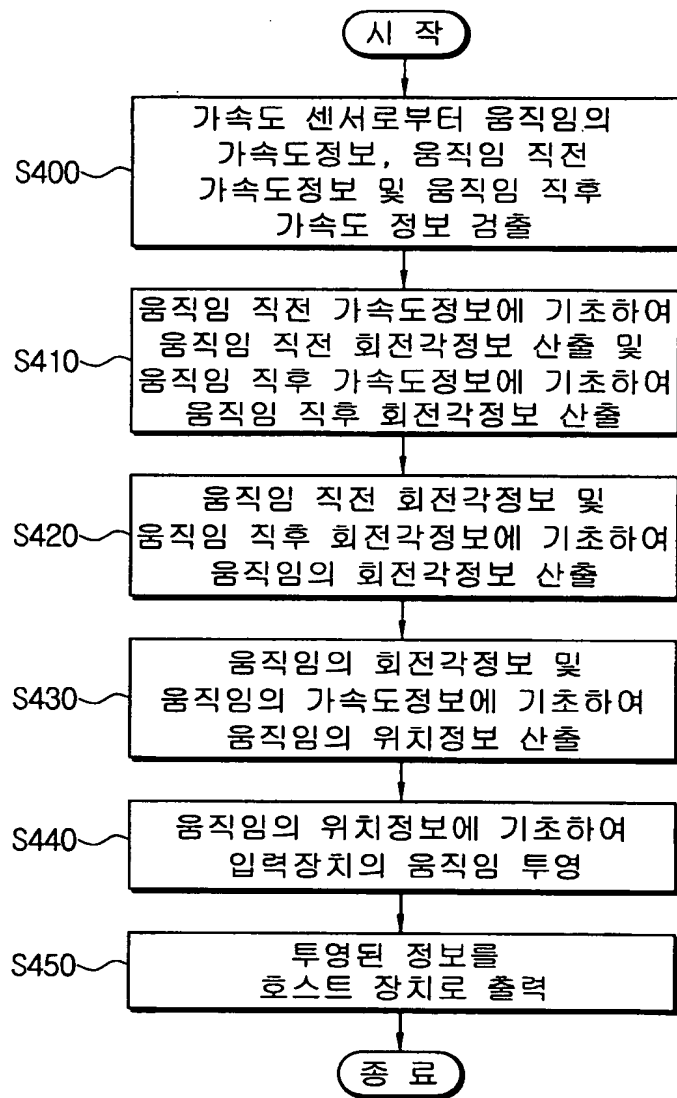 시 작
S400
가속도 센서로부터 움직임의
가속도정보, 움직임 직전
가속도정보 및 움직임 직후
가속도 정보 검출
S410
움직임 직전 가속도정보에 기초하여
움직임 직전 회전각정보 산출 및
움직임 직후 가속도정보에 기초하여
움직임 직후 회전각정보 산출
S420
움직임 직전 회전각정보 및
움직임 직후 회전각정보에 기초하여
움직임의 회전각정보 산출
S430
움직임의 회전각정보 및
움직임의 가속도정보에 기초하여
움직임의 위치정보 산출
S440
움직임의 위치정보에 기초하여
입력장치의 움직임 투영
S450
투영된 정보를
호스트 장치로 출력
종 료